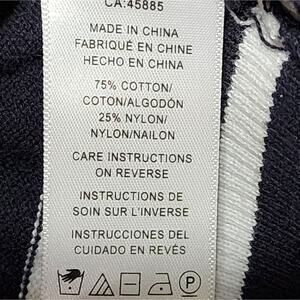 CA:45885
MADE IN CHINA
FABRIQUÉ EN CHINE
HECHO EN CHINA
75% COTTON/
COTON/ALGODÓN
25% NYLON/
NYLON/NAILON
CARE INSTRUCTIONS
ON REVERSE
INSTRUCTIONS DE
SOIN SUR L'INVERSE
INSTRUCCIONES DEL
CUIDADO EN REVÉS
P